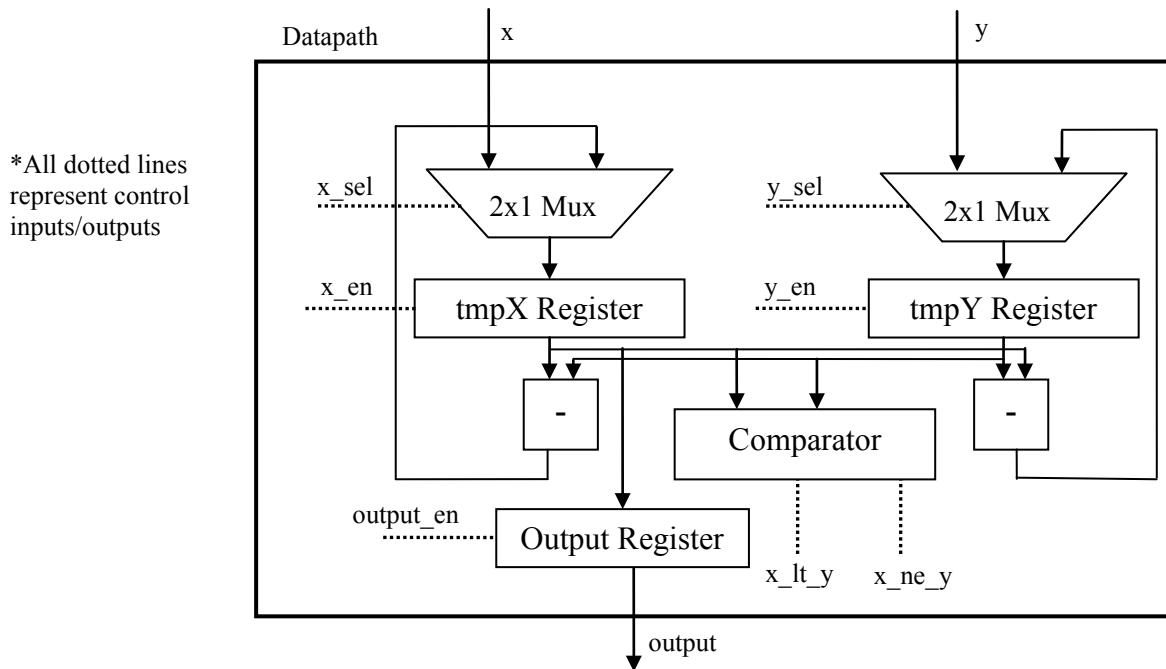 x
y
Datapath
*All dotted lines
represent control
inputs/outputs
x_sel
2x1 Mux
y_sel
2x1 Mux
x_en
tmpX Register
y_en
tmpY Register
-
-
Comparator
output_en
Output Register
x_lt_y
x_ne_y
output